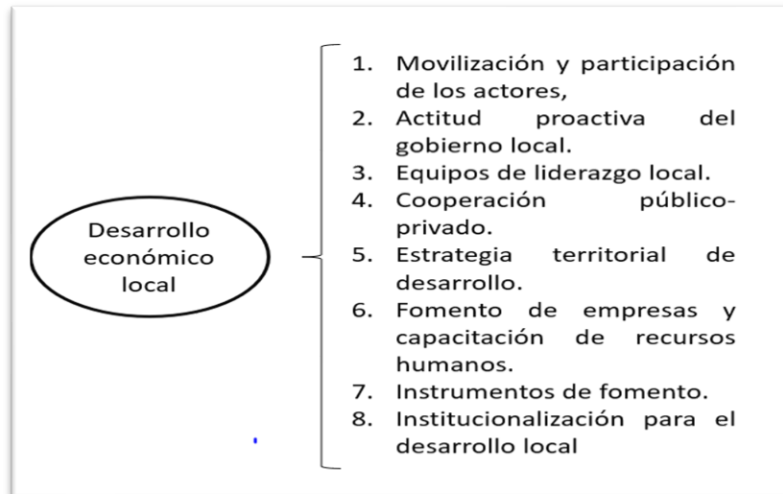 Desarrollo
económico
local
1. Movilización y participación
de los actores,
2. Actitud proactiva del
gobierno local.
3. Equipos de liderazgo local.
4. Cooperación público-
privado.
5. Estrategia territorial de
desarrollo.
6. Fomento de empresas y
capacitación de recursos
humanos.
7. Instrumentos de fomento.
8. Institucionalización para el
desarrollo local